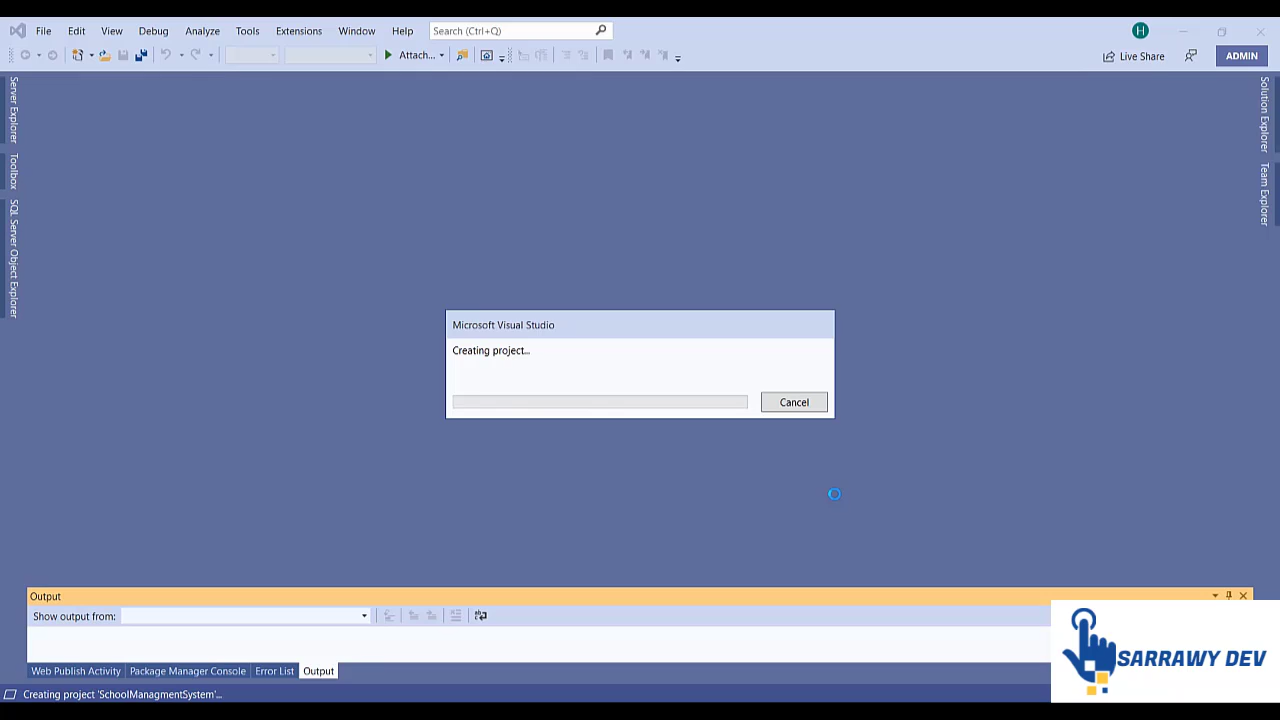 File Edit View Debug Analyze Tools Extensions Window Help Search (Ctrl+Q) H
Attach... Live Share ADMIN
Server Explorer
Toolbox
SQL Server Object Explorer
Solution Explorer
Team Explorer
Microsoft Visual Studio
Creating project...
Cancel
Output
Show output from:
Web Publish Activity Package Manager Console Error List Output
Creating project 'SchoolManagmentSystem'...
SARRAWY DEV